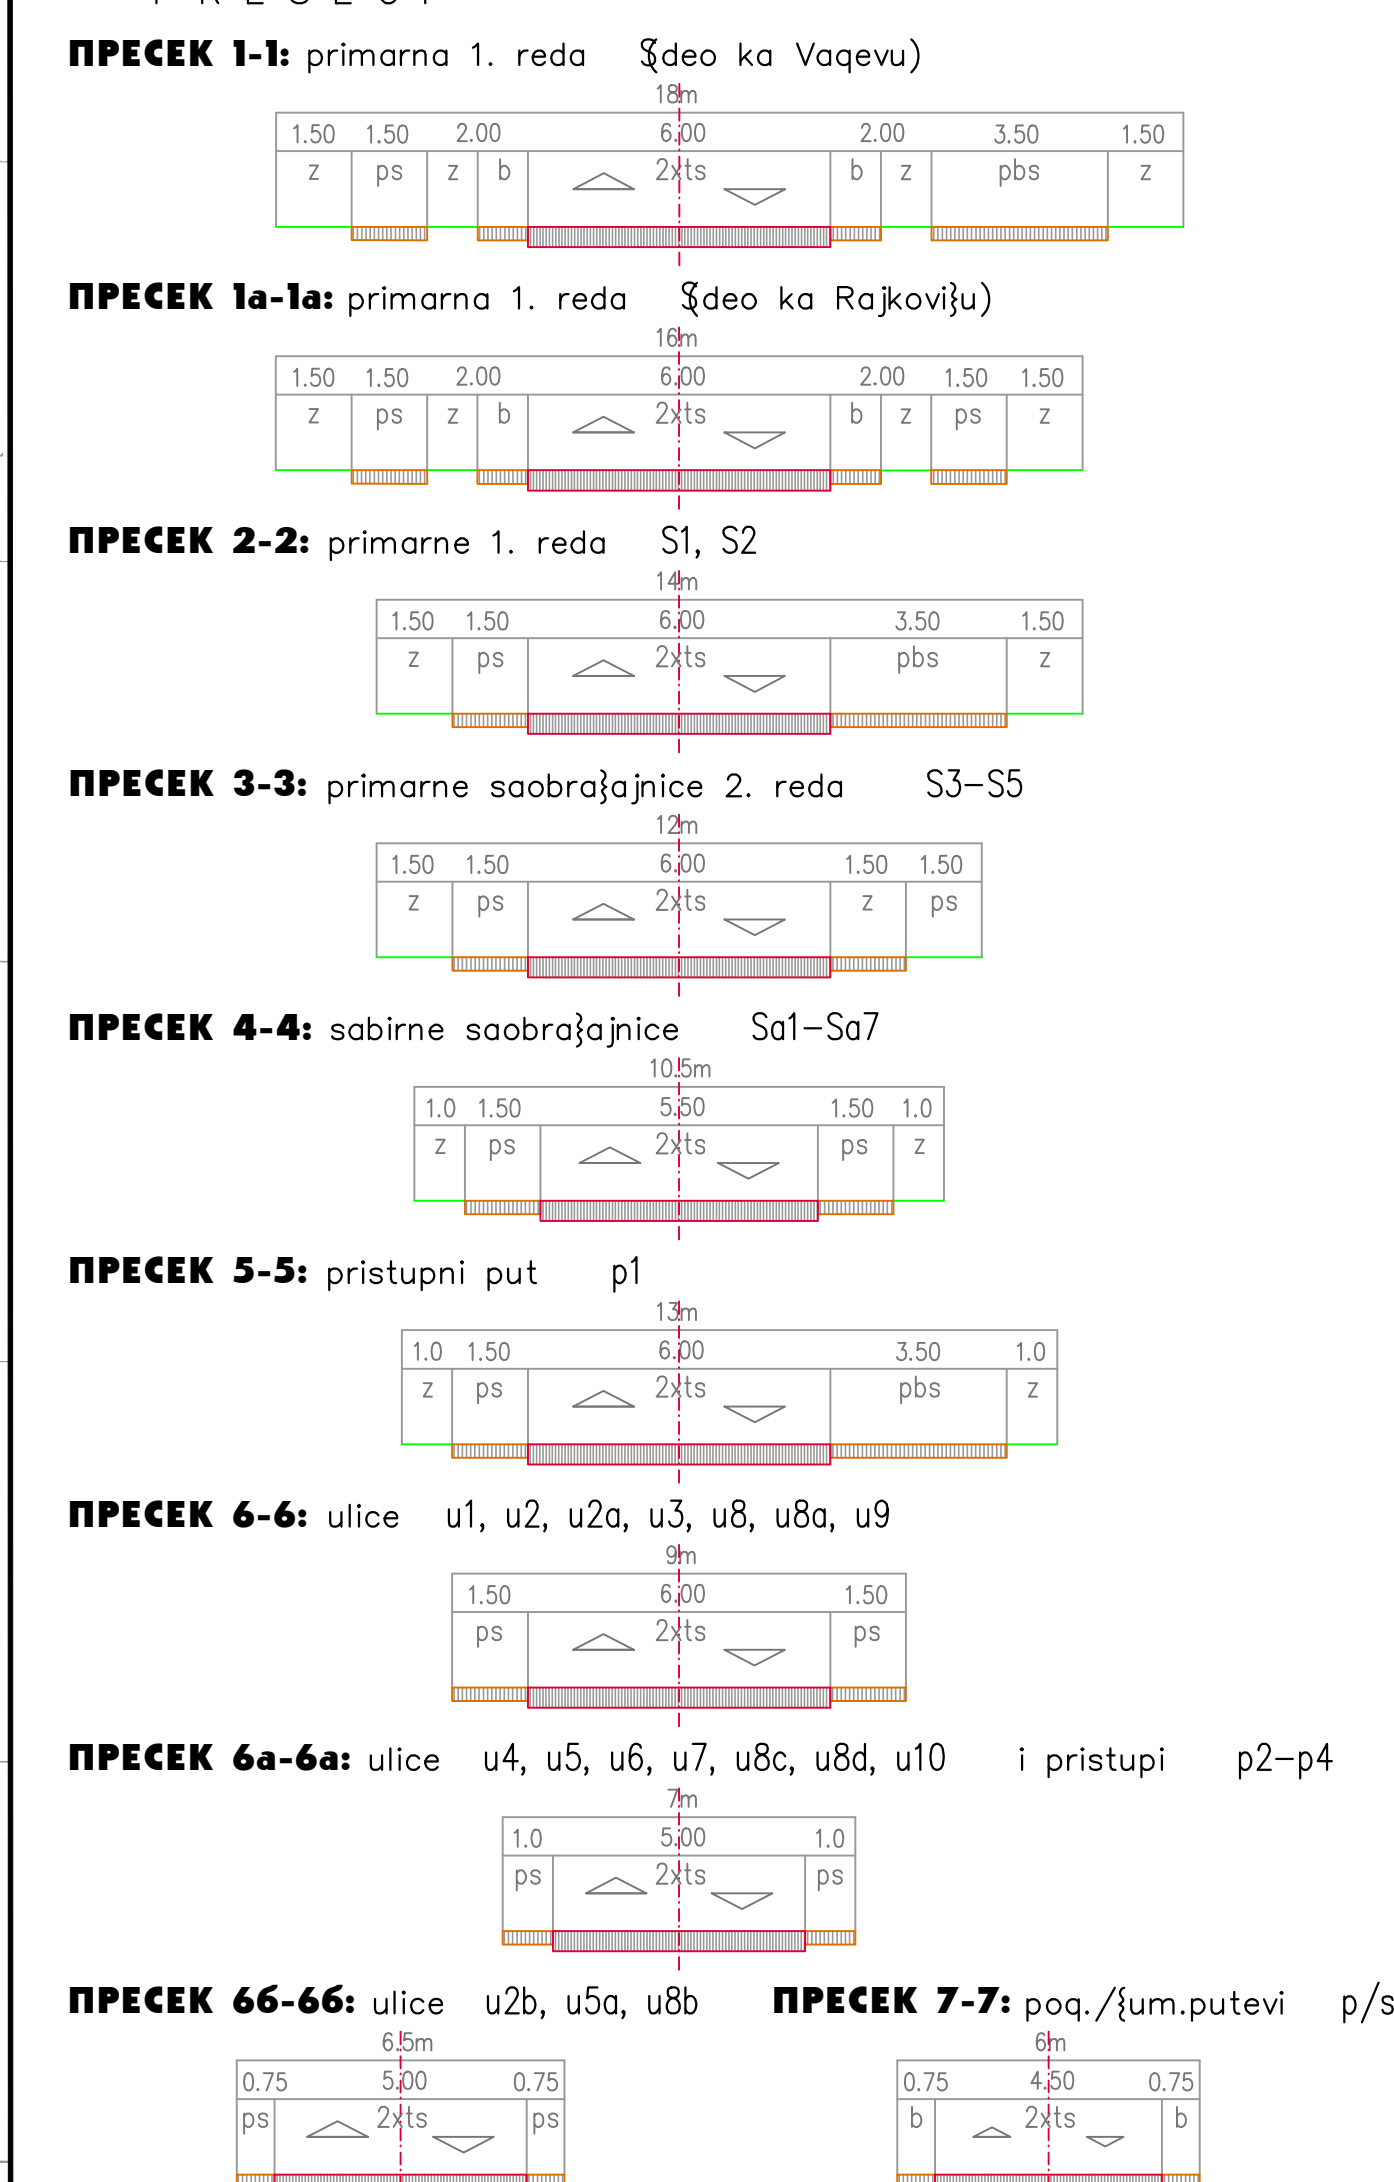 ПРЕСЕК 1-1: primarna 1. reda S(deo ka Vaqevu)
18m
1.50 1.50 2.00 6.00 2.00 3.50 1.50
z ps z b 2xts b z pbs z
ПРЕСЕК 1a-1a: primarna 1. reda S(deo ka Rajkovi}u)
16m
1.50 1.50 2.00 6.00 2.00 1.50 1.50
z ps z b 2xts b z ps z
ПРЕСЕК 2-2: primarne 1. reda S1, S2
14m
1.50 1.50 6.00 3.50 1.50
z ps 2xts pbs z
ПРЕСЕК 3-3: primarne saobra}ajnice 2. reda S3-S5
12m
1.50 1.50 6.00 1.50 1.50
z ps 2xts z ps
ПРЕСЕК 4-4: sabirne saobra}ajnice Sa1-Sa7
10.5m
1.0 1.50 5.50 1.50 1.0
z ps 2xts ps z
ПРЕСЕК 5-5: pristupni put p1
13m
1.0 1.50 6.00 3.50 1.0
z ps 2xts pbs z
ПРЕСЕК 6-6: ulice u1, u2, u2a, u3, u8, u8a, u9
9m
1.50 6.00 1.50
ps 2xts ps
ПРЕСЕК 6a-6a: ulice u4, u5, u6, u7, u8c, u8d, u10 i pristupi p2-p4
7m
1.0 5.00 1.0
ps 2xts ps
ПРЕСЕК 6б-6б: ulice u2b, u5a, u8b
6.5m
0.75 5.00 0.75
ps 2xts ps
ПРЕСЕК 7-7: poq./{um.putevi p/s
6m
0.75 4.50 0.75
b 2xts b